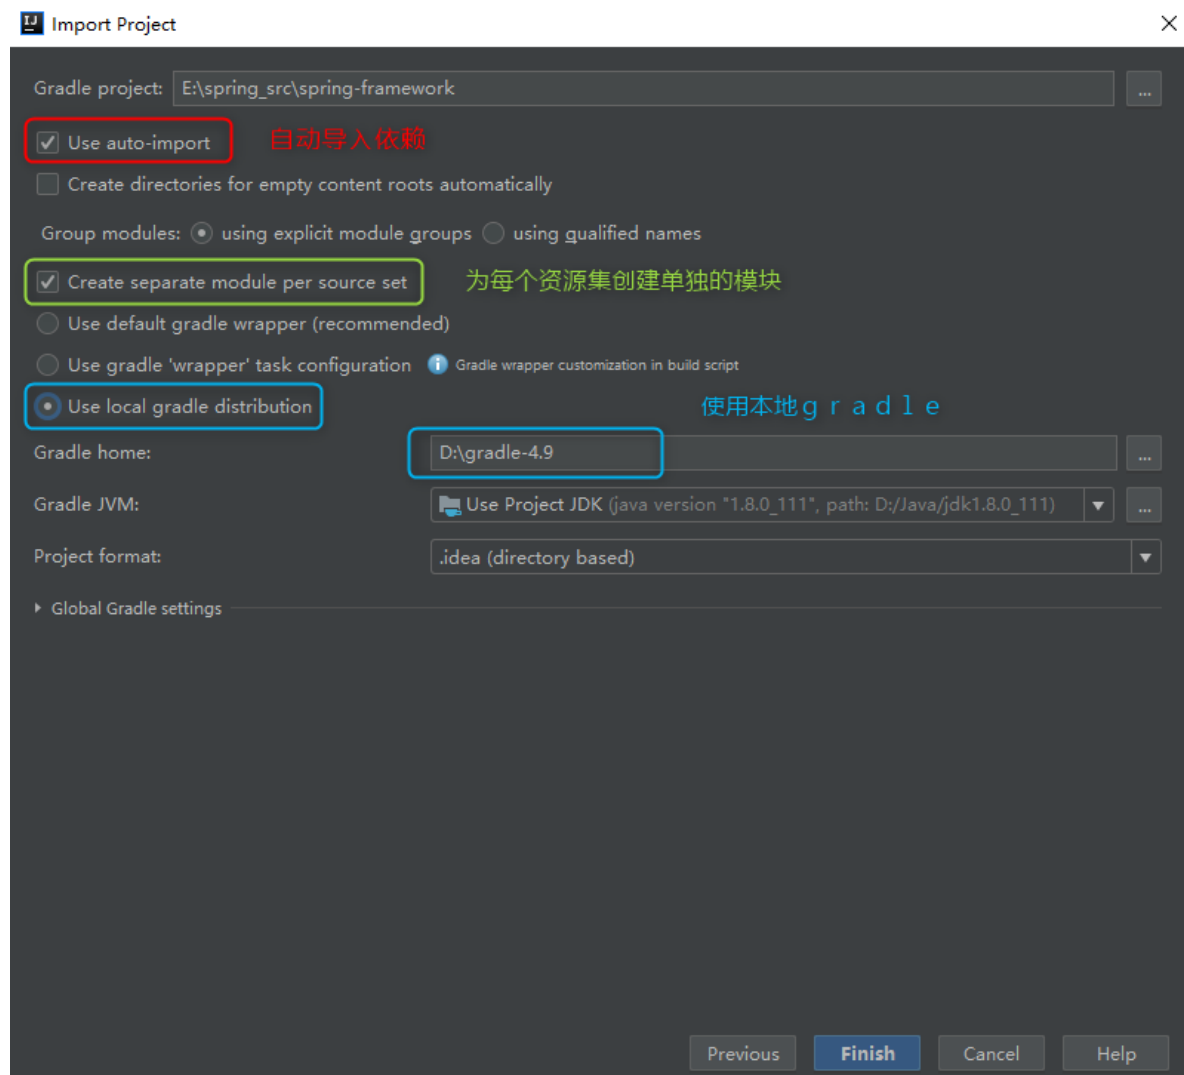 Import Project
Gradle project: E:\spring_src\spring-framework ...
Use auto-import 自动导入依赖
Create directories for empty content roots automatically
Group modules: using explicit module groups using qualified names
Create separate module per source set 为每个资源集创建单独的模块
Use default gradle wrapper (recommended)
Use gradle 'wrapper' task configuration Gradle wrapper customization in build script
Use local gradle distribution 使用本地ｇｒａｄｌｅ
Gradle home: D:\gradle-4.9 ...
Gradle JVM: Use Project JDK (java version "1.8.0_111", path: D:/Java/jdk1.8.0_111) ...
Project format: .idea (directory based)
Global Gradle settings
Previous Finish Cancel Help